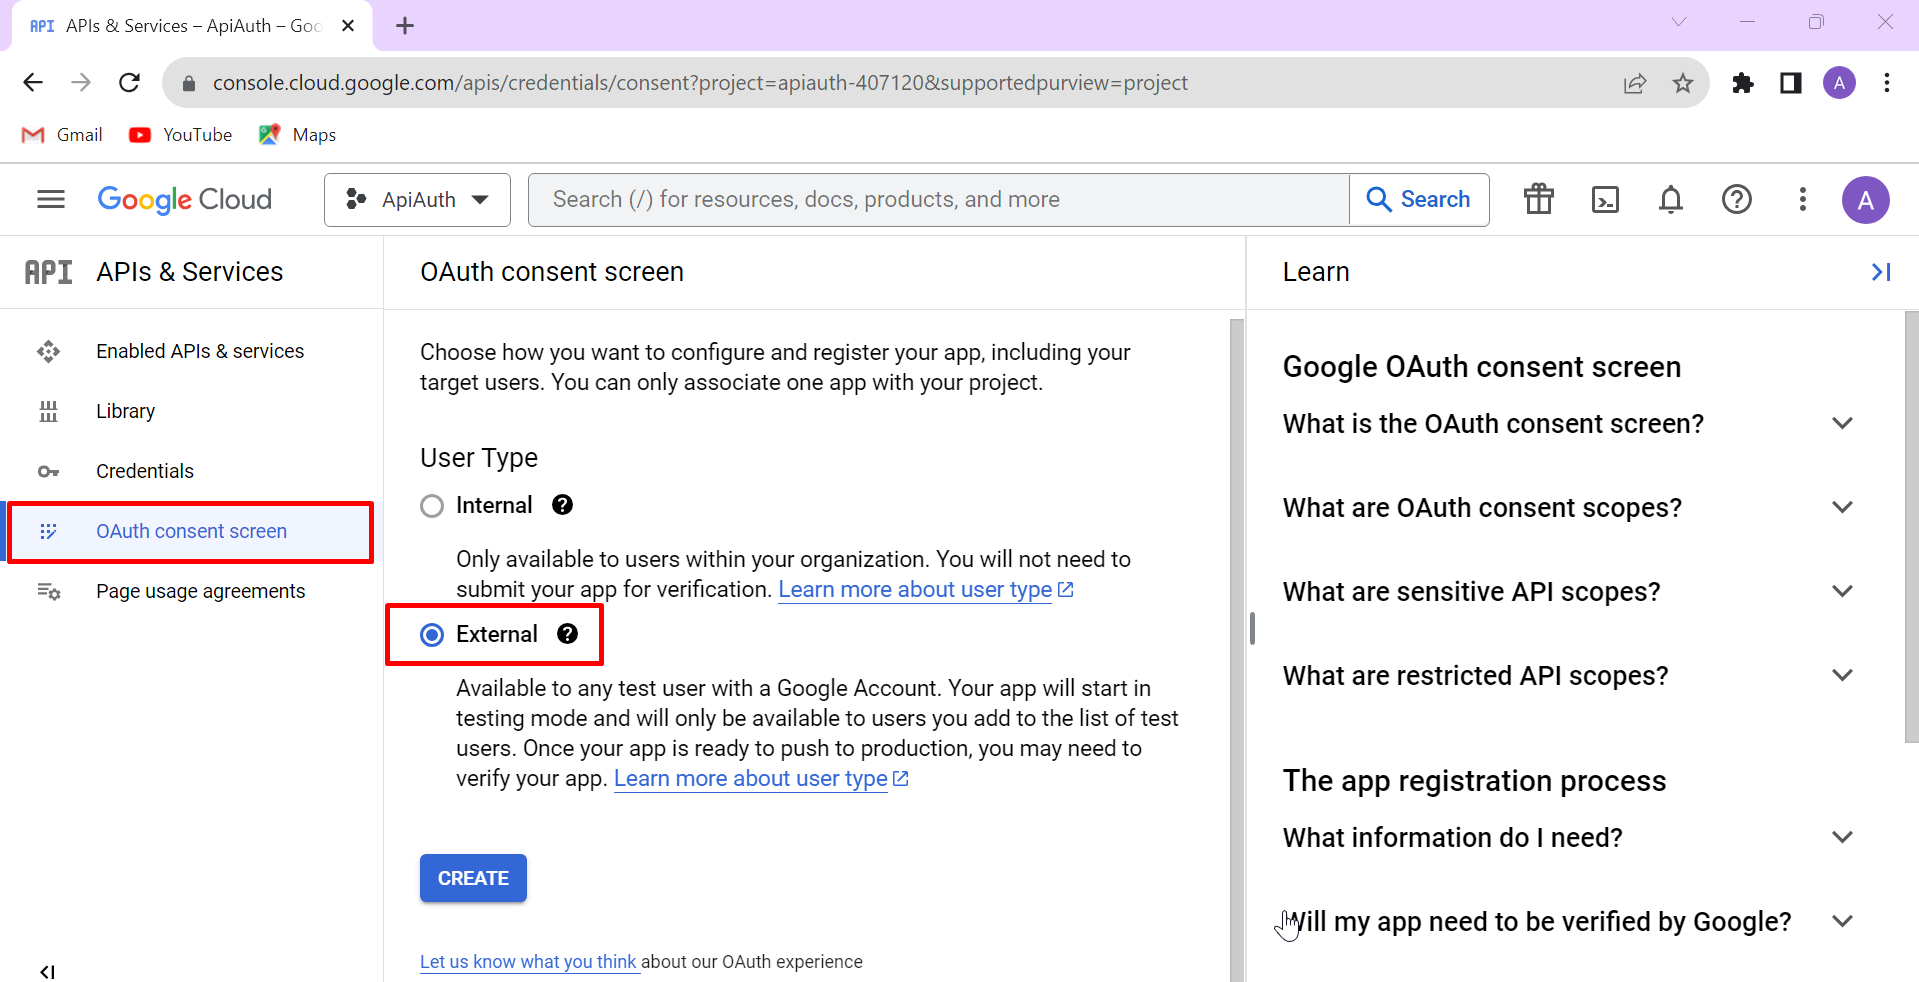 API APIs & Services – ApiAuth – Goo
console.cloud.google.com/apis/credentials/consent?project=apiauth-407120&supportedpurview=project
A
Gmail YouTube Maps
Google Cloud ApiAuth Search (/) for resources, docs, products, and more Search A
API APIs & Services
Enabled APIs & services
Library
Credentials
OAuth consent screen
Page usage agreements
OAuth consent screen
Choose how you want to configure and register your app, including your
target users. You can only associate one app with your project.
User Type
Internal
Only available to users within your organization. You will not need to
submit your app for verification. Learn more about user type
External
Available to any test user with a Google Account. Your app will start in
testing mode and will only be available to users you add to the list of test
users. Once your app is ready to push to production, you may need to
verify your app. Learn more about user type
CREATE
Let us know what you think about our OAuth experience
Learn
Google OAuth consent screen
What is the OAuth consent screen?
What are OAuth consent scopes?
What are sensitive API scopes?
What are restricted API scopes?
The app registration process
What information do I need?
Will my app need to be verified by Google?